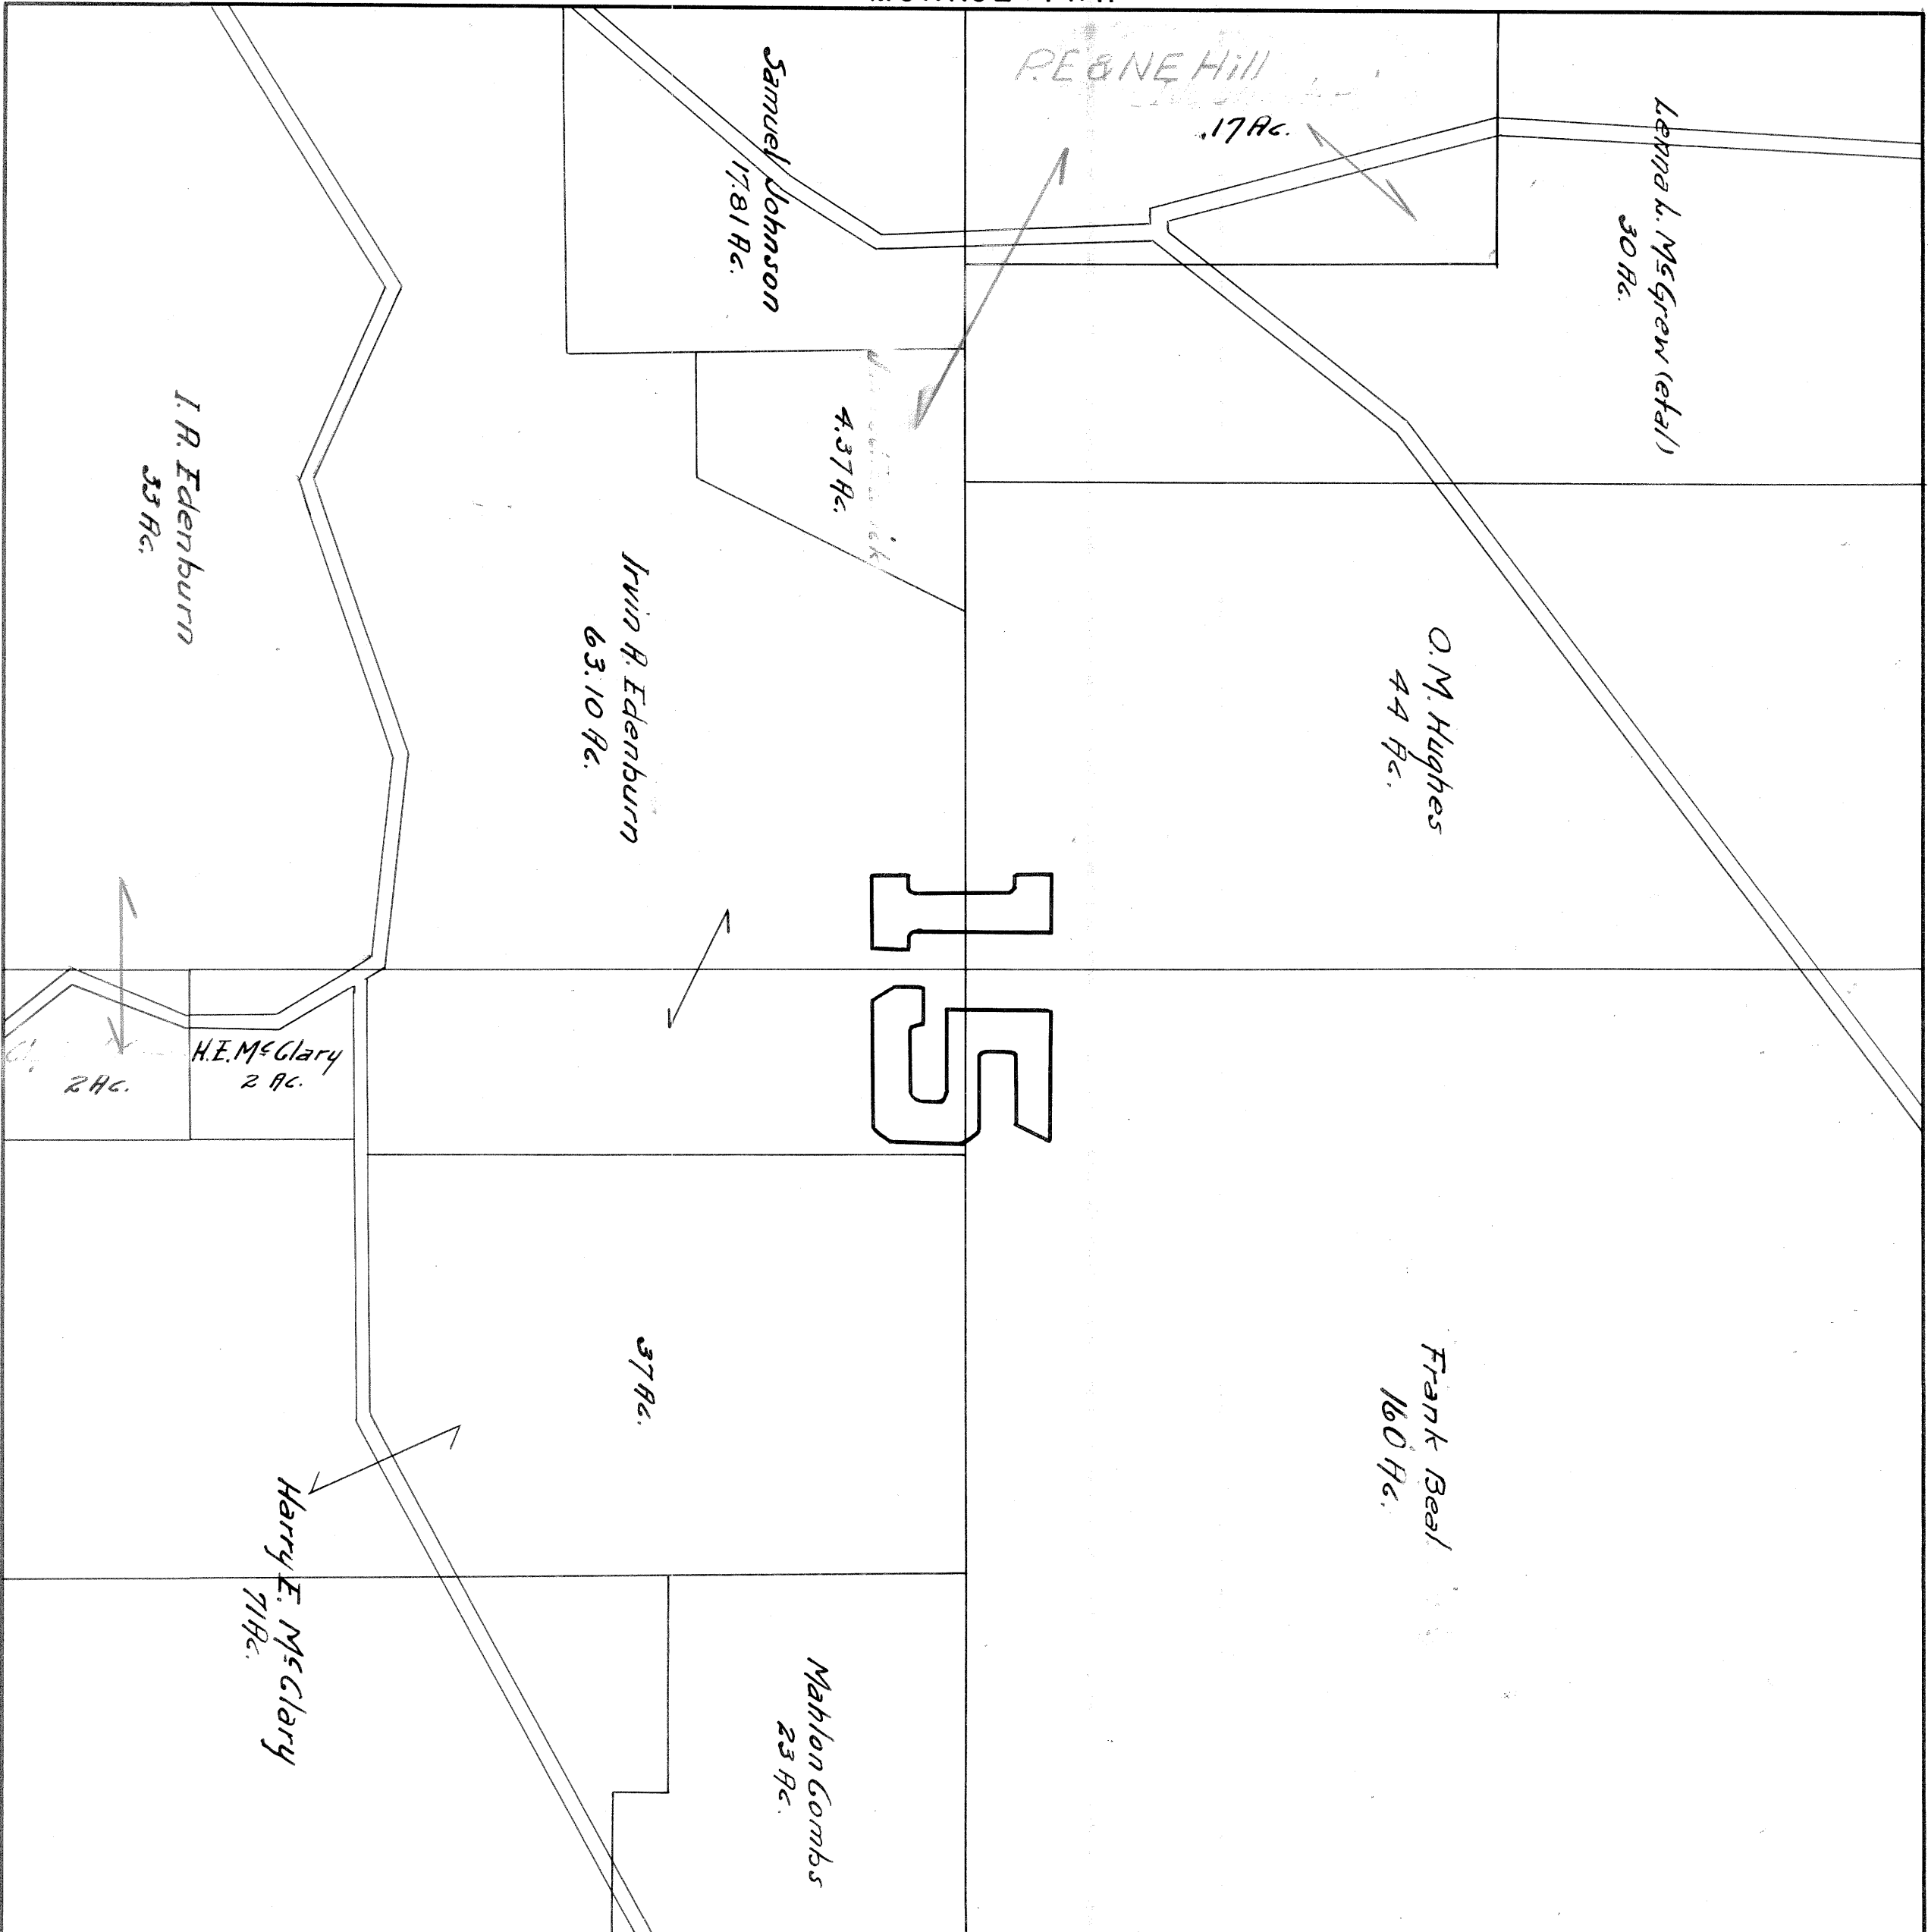 P.E & N E Hill
.17 Ac.
Lenna L. McGrew (etal)
30 Ac.
Samuel Johnson
17.81 Ac.
4.37 Ac.
I. A. Edenburn
33 Ac.
Irvin A. Edenburn
63.10 Ac.
O.M. Hughes
44 Ac.
15
H.E. McClary
2 Ac.
2 Ac.
37 Ac.
Frank Beal
160 Ac.
Harry E. McClary
71 Ac.
Mahlon Combs
23 Ac.